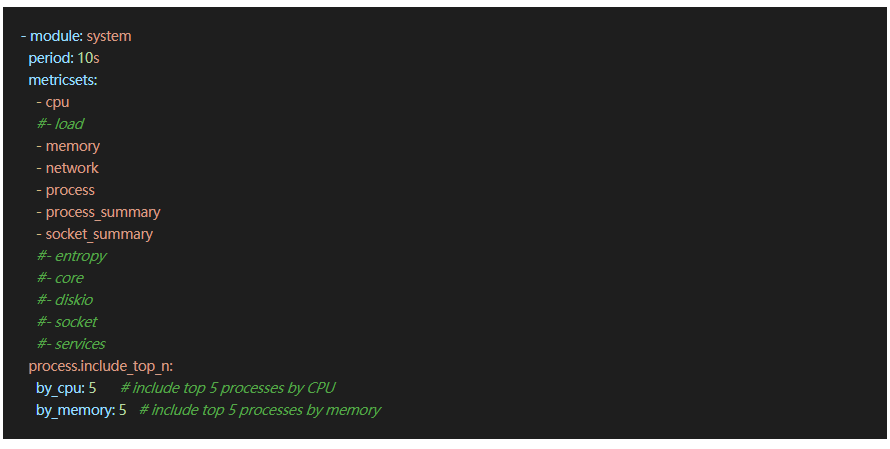 - module: system
period: 10s
metricsets:
- cpu
#- load
- memory
- network
- process
- process_summary
- socket_summary
#- entropy
#- core
#- diskio
#- socket
#- services
process.include_top_n:
by_cpu: 5 # include top 5 processes by CPU
by_memory: 5 # include top 5 processes by memory